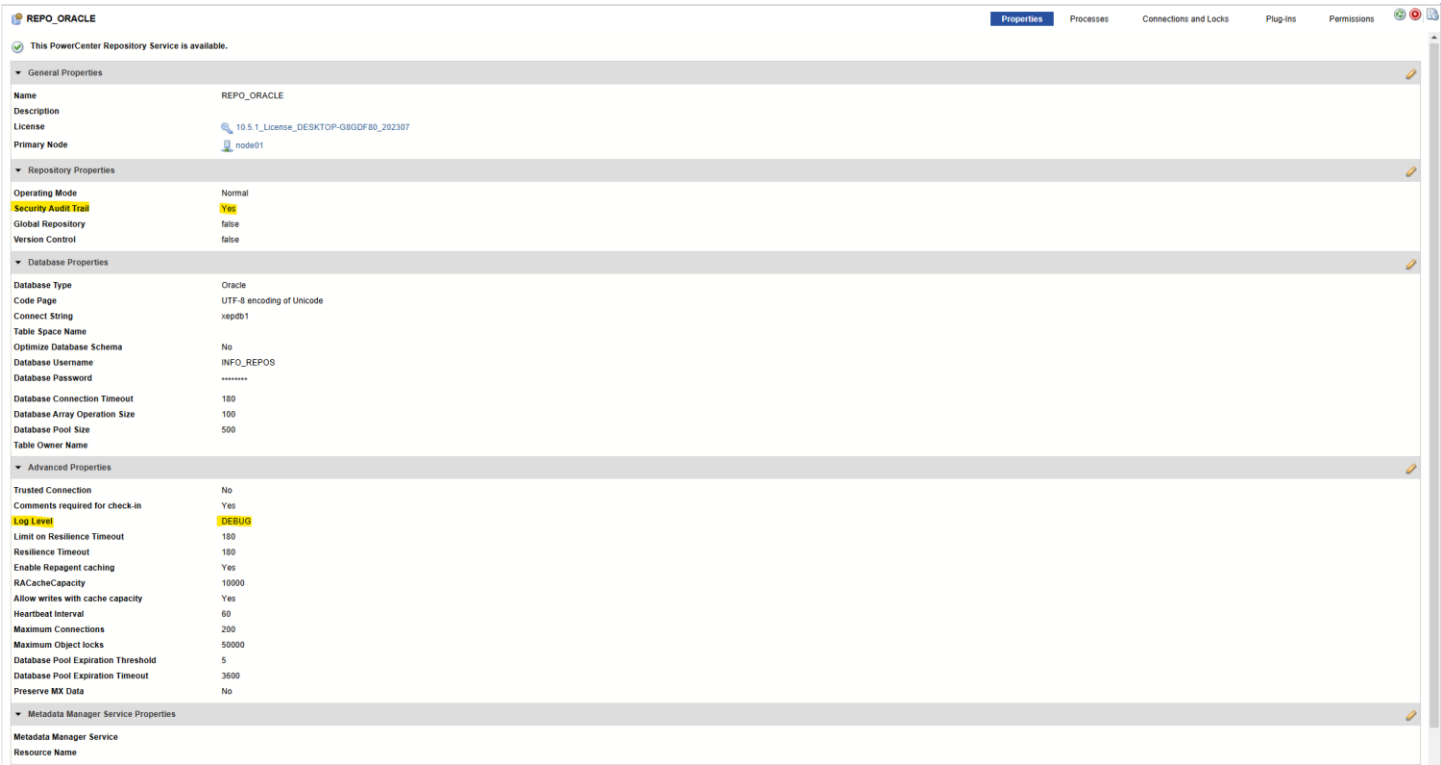 REPO_ORACLE
Properties Processes Connections and Locks Plug-Ins Permissions
This PowerCenter Repository Service is available.
General Properties
Name REPO_ORACLE
Description
License 10.5.1_License_DESKTOP-G8GDF80_202307
Primary Node node01
Repository Properties
Operating Mode Normal
Security Audit Trail Yes
Global Repository false
Version Control false
Database Properties
Database Type Oracle
Code Page UTF-8 encoding of Unicode
Connect String xepdb1
Table Space Name
Optimize Database Schema No
Database Username INFO_REPOS
Database Password ********
Database Connection Timeout 180
Database Array Operation Size 100
Database Pool Size 500
Table Owner Name
Advanced Properties
Trusted Connection No
Comments required for check-in Yes
Log Level DEBUG
Limit on Resilience Timeout 180
Resilience Timeout 180
Enable Repagent caching Yes
RACacheCapacity 10000
Allow writes with cache capacity Yes
Heartbeat Interval 60
Maximum Connections 200
Maximum Object locks 50000
Database Pool Expiration Threshold 5
Database Pool Expiration Timeout 3600
Preserve MX Data No
Metadata Manager Service Properties
Metadata Manager Service
Resource Name